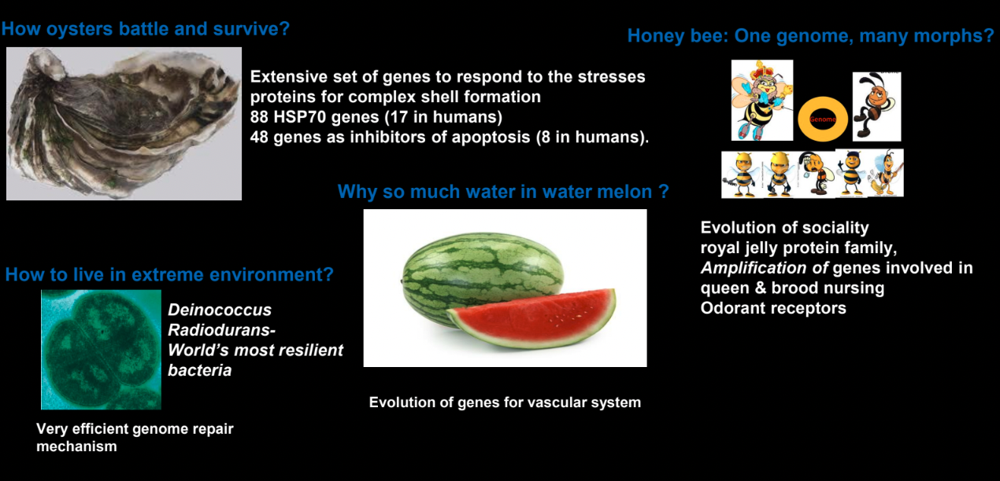 How oysters battle and survive?
Extensive set of genes to respond to the stresses
proteins for complex shell formation
88 HSP70 genes (17 in humans)
48 genes as inhibitors of apoptosis (8 in humans).
Honey bee: One genome, many morphs?
Genome
Evolution of sociality
royal jelly protein family,
Amplification of genes involved in
queen & brood nursing
Odorant receptors
Why so much water in water melon ?
Evolution of genes for vascular system
How to live in extreme environment?
Deinococcus
Radiodurans-
World's most resilient
bacteria
Very efficient genome repair
mechanism